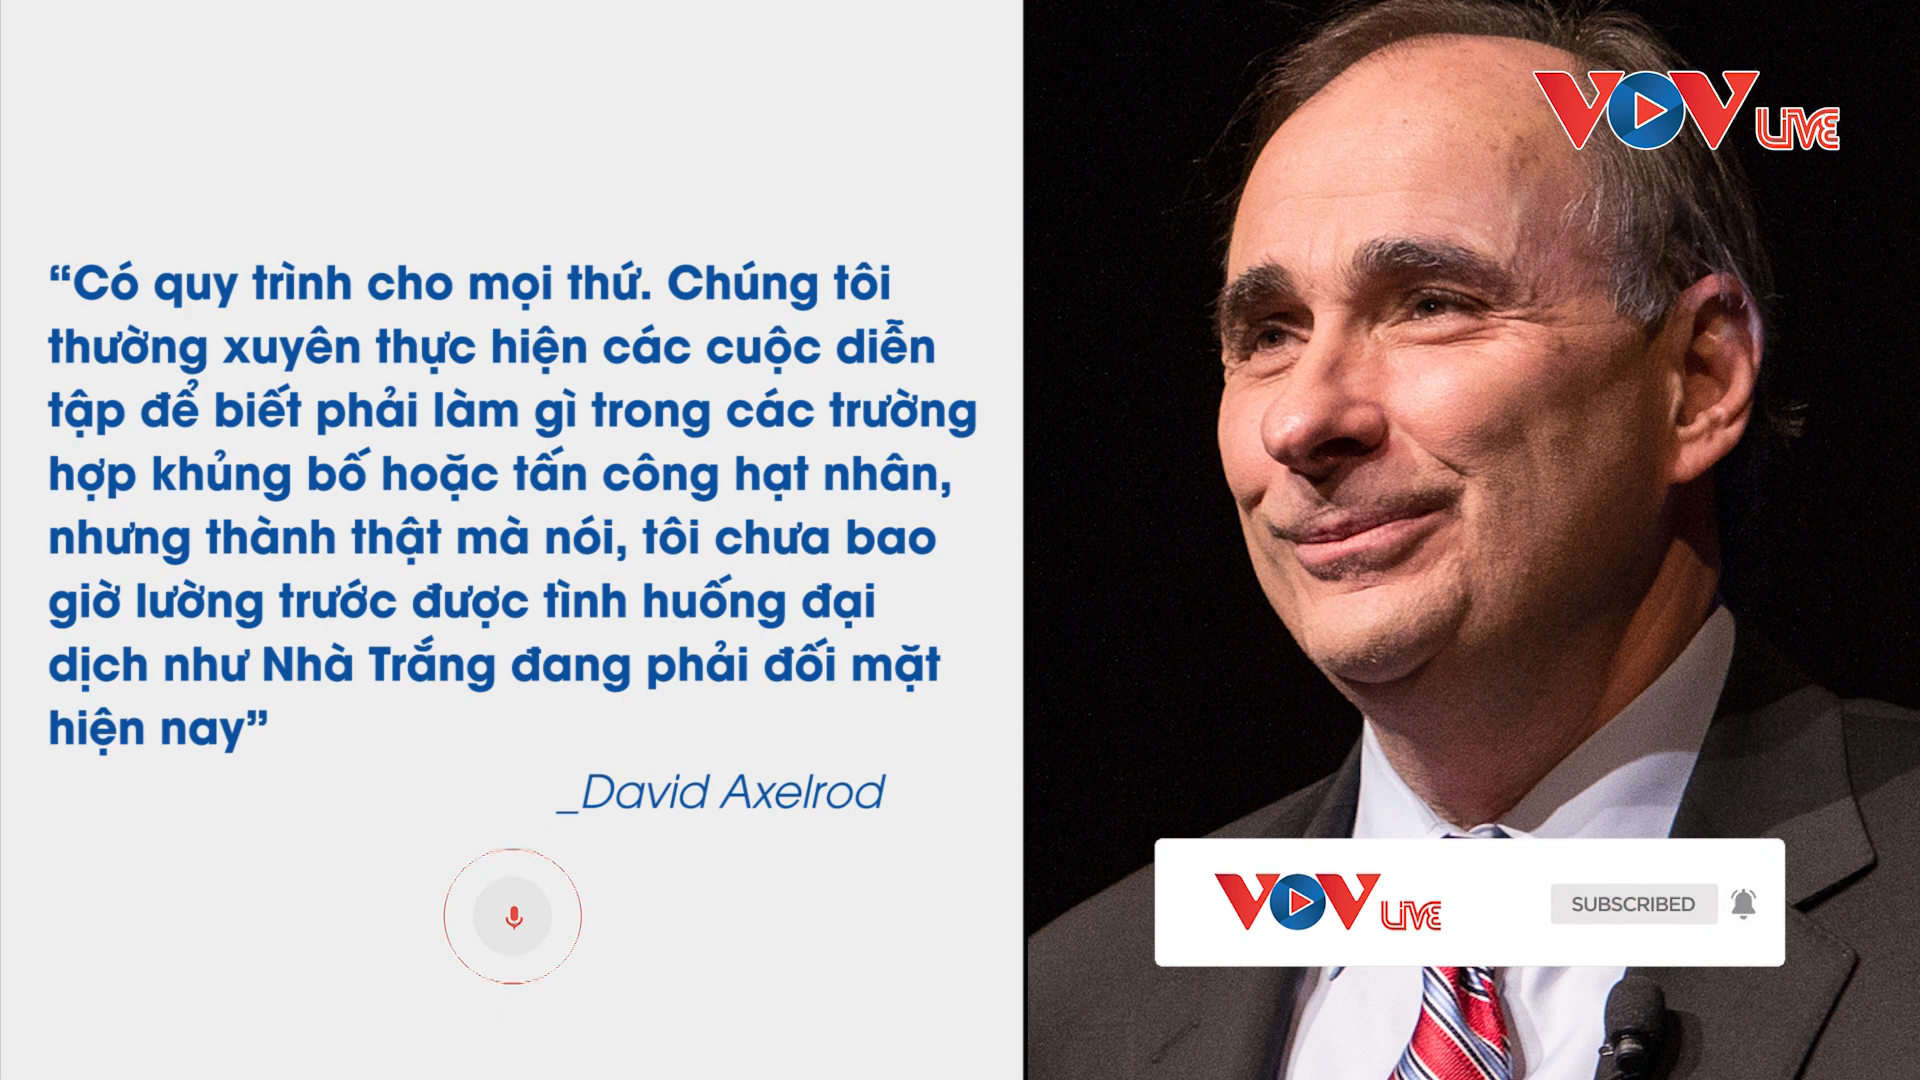 “Có quy trình cho mọi thứ. Chúng tôi
thường xuyên thực hiện các cuộc diễn
tập để biết phải làm gì trong các trường
hợp khủng bố hoặc tấn công hạt nhân,
nhưng thành thật mà nói, tôi chưa bao
giờ lường trước được tình huống đại
dịch như Nhà Trắng đang phải đối mặt
hiện nay”
_David Axelrod
VOV LIVE
VOV LIVE
SUBSCRIBED